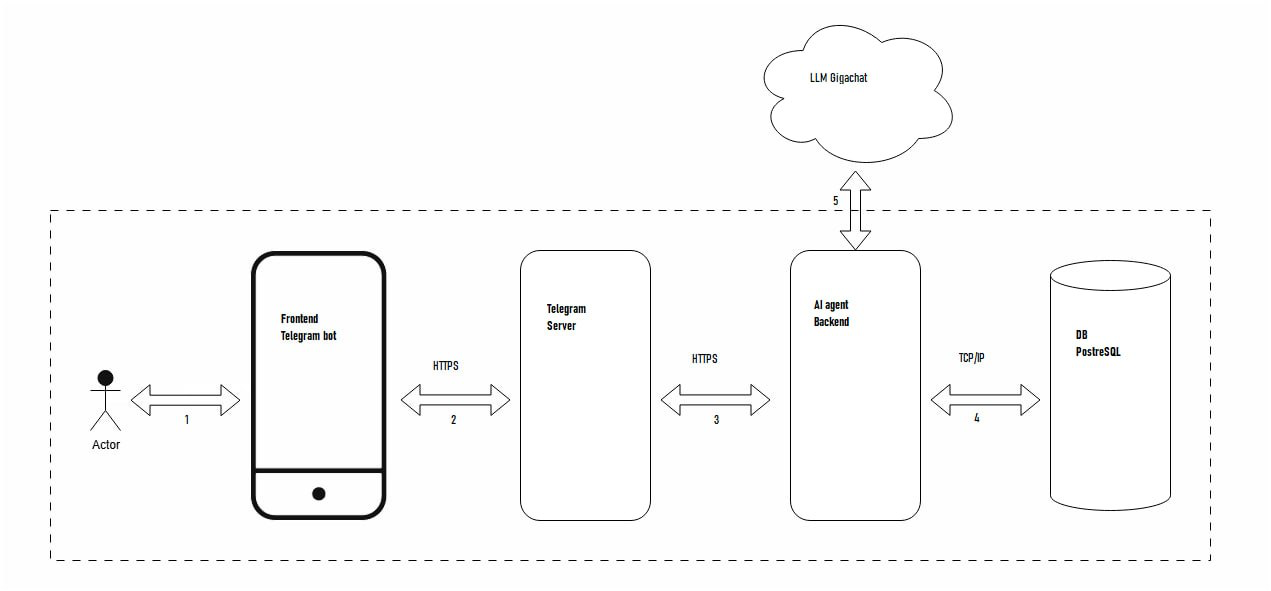 LLM Gigachat
5
Frontend
Telegram bot
Telegram
Server
AI agent
Backend
DB
PostreSQL
HTTPS
HTTPS
TCP/IP
1
2
3
4
Actor